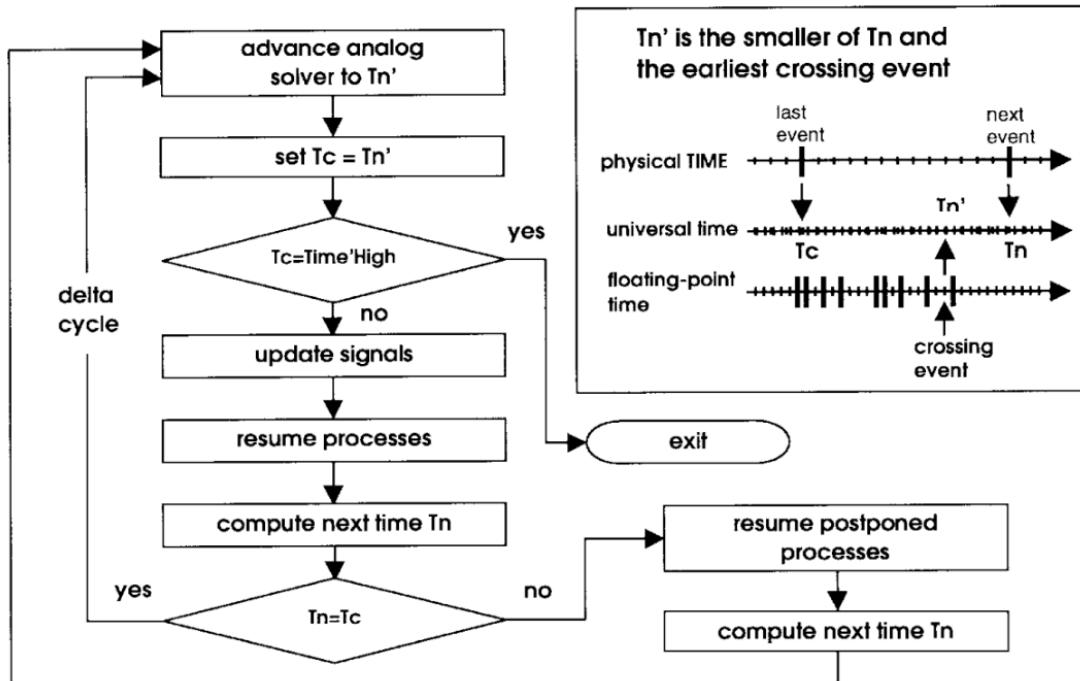 advance analog
solver to Tn'
set Tc = Tn'
Tc=Time'High
yes
no
delta
cycle
update signals
resume processes
exit
compute next time Tn
yes
Tn=Tc
no
resume postponed
processes
compute next time Tn
Tn' is the smaller of Tn and
the earliest crossing event
last
event
next
event
physical TIME
Tn'
universal time
Tc
Tn
floating-point
time
crossing
event